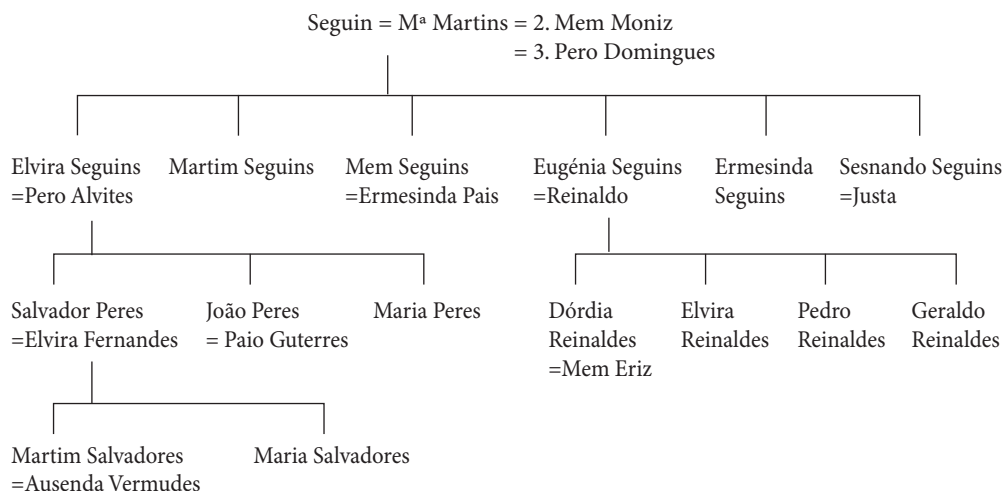 Seguin = Mª Martins = 2. Mem Moniz
= 3. Pero Domingues
Elvira Seguins
=Pero Alvites
Martim Seguins
Mem Seguins
=Ermesinda Pais
Eugénia Seguins
=Reinaldo
Ermesinda
Seguins
Sesnando Seguins
=Justa
Salvador Peres
=Elvira Fernandes
João Peres
= Paio Guterres
Maria Peres
Dórdia
Reinaldes
=Mem Eriz
Elvira
Reinaldes
Pedro
Reinaldes
Geraldo
Reinaldes
Martim Salvadores
=Ausenda Vermudes
Maria Salvadores